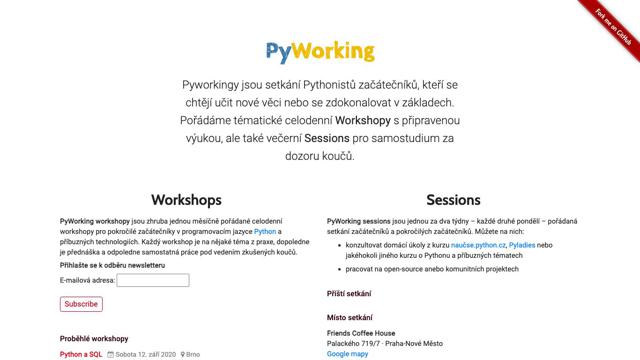 Fork me on GitHub
PyWorking
Pyworkingy jsou setkání Pythonistů začátečníků, kteří se
chtějí učit nové věci nebo se zdokonalovat v základech.
Pořádáme tématické celodenní Workshopy s připravenou
výukou, ale také večerní Sessions pro samostudium za
dozoru koučů.
Workshops
PyWorking workshopy jsou zhruba jednou měsíčně pořádané celodenní
workshopy pro pokročilé začátečníky v programovacím jazyce Python a
příbuzných technologiích. Každý workshop je na nějaké téma z praxe, dopoledne
je přednáška a odpoledne samostatná práce pod vedením zkušených koučů.
Přihlašte se k odběru newsletteru
E-mailová adresa:
Subscribe
Proběhlé workshopy
Python a SQL Sobota 12. září 2020 Brno
Sessions
PyWorking sessions jsou jednou za dva týdny – každé druhé pondělí – pořádaná
setkání začátečníků a pokročilých začátečníků. Můžete na nich:
konzultovat domácí úkoly z kurzu naučse.python.cz, Pyladies nebo
jakéhokoli jiného kurzu o Pythonu a příbuzných tématech
pracovat na open-source anebo komunitních projektech
Příští setkání
Místo setkání
Friends Coffee House
Palackého 719/7 · Praha-Nové Město
Google mapy